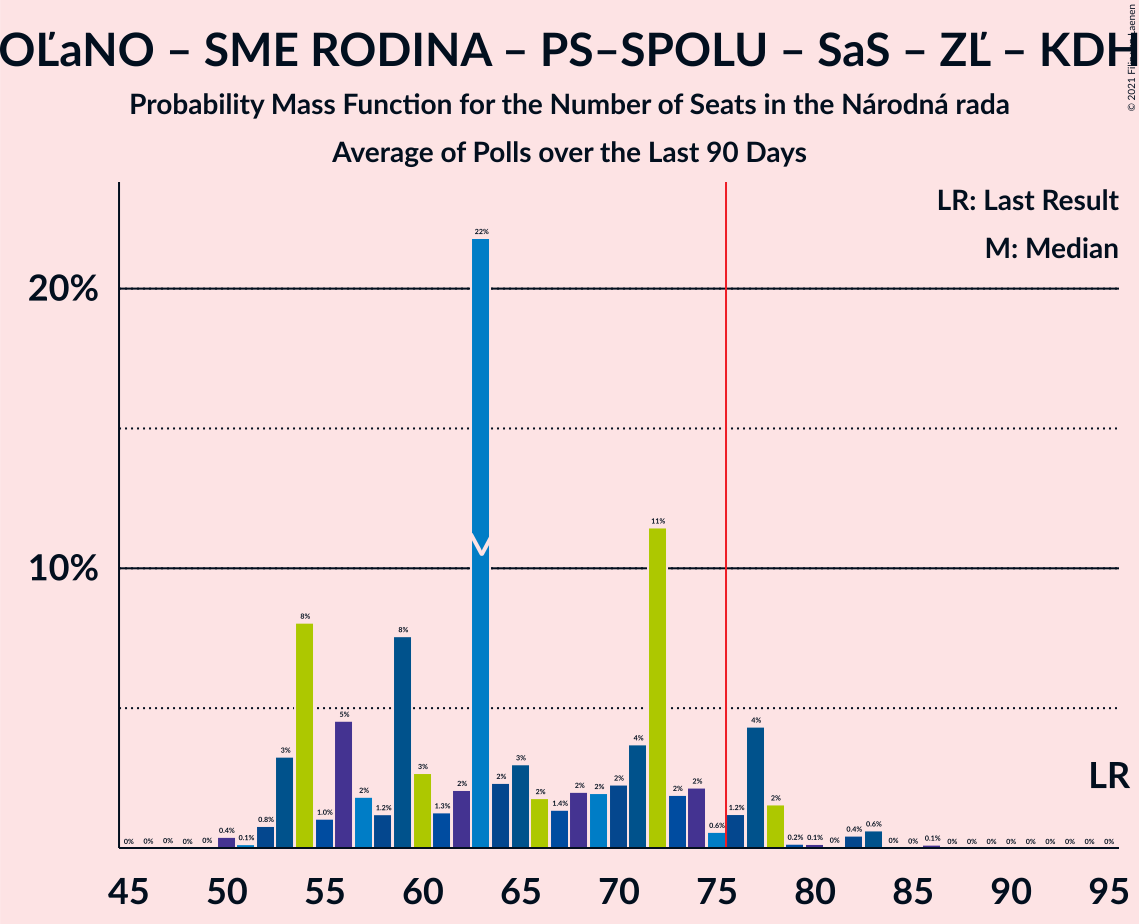 OĽaNO – SME RODINA – PS–SPOLU – SaS – ZĽ – KDH
Probability Mass Function for the Number of Seats in the Národná rada
Average of Polls over the Last 90 Days
© 2021 Filip Laenen
LR: Last Result
M: Median
20%
10%
22%
11%
8%
8%
5%
4%
4%
3%
3%
3%
2%
2%
2%
2%
2%
2%
2%
2%
2%
2%
0% 0% 0% 0% 0% 0.4% 0.1% 0.8% 1.0% 1.2% 1.3% 1.4% 0.6% 1.2% 0.2% 0.1% 0% 0.4% 0.6% 0% 0% 0.1% 0% 0% 0% 0% 0% 0% 0% 0% 0%
M
LR
45 50 55 60 65 70 75 80 85 90 95